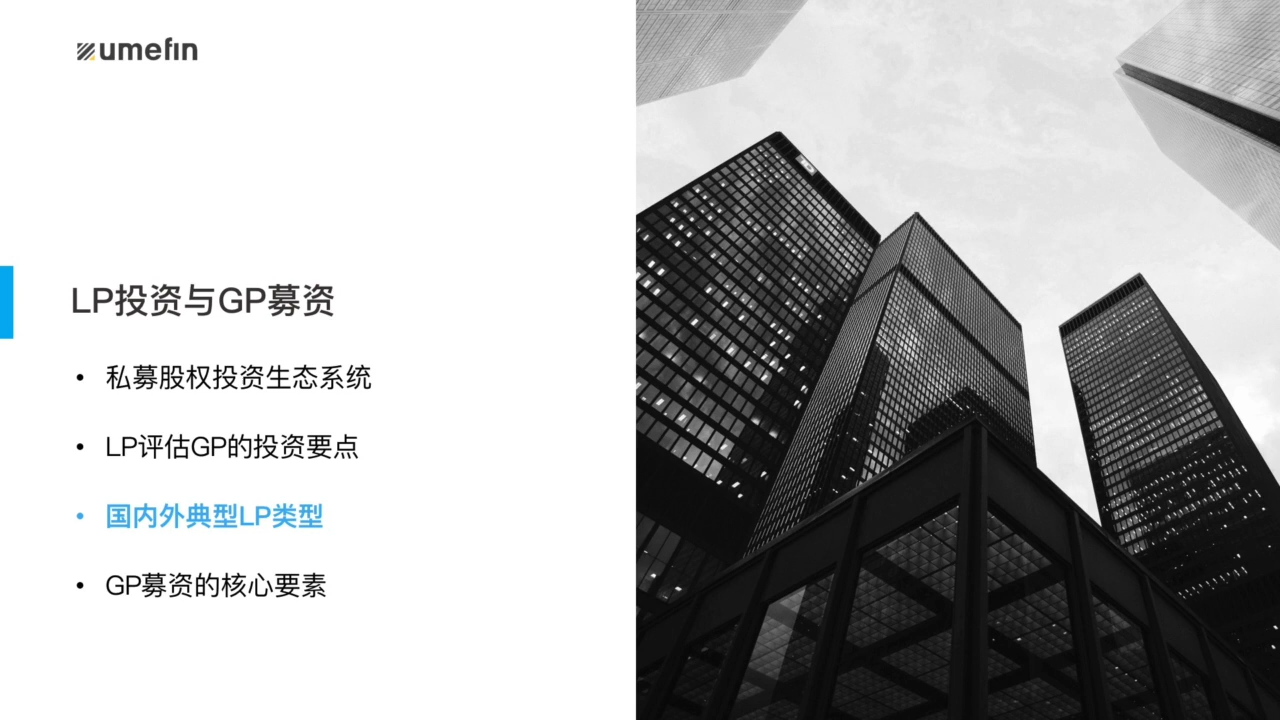 umefin
LP投资与GP募资
• 私募股权投资生态系统
• LP评估GP的投资要点
• 国内外典型LP类型
• GP募资的核心要素